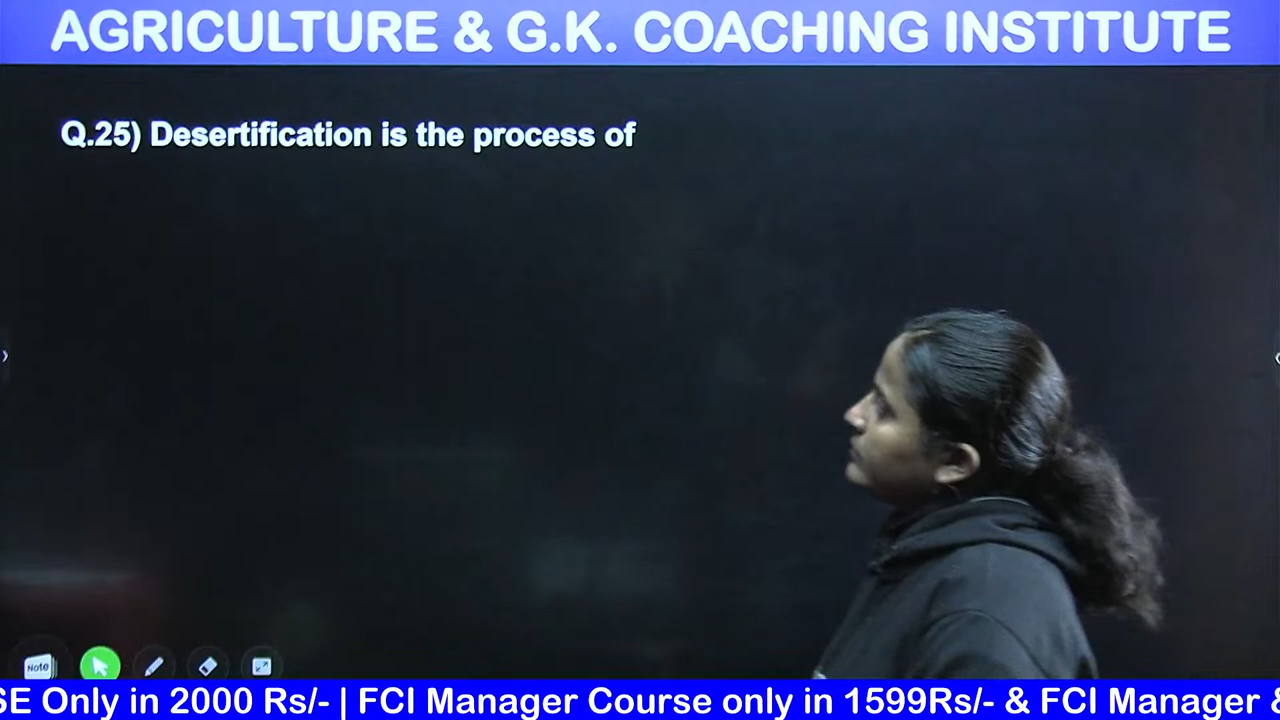 AGRICULTURE & G.K. COACHING INSTITUTE
Q.25) Desertification is the process of
Note
SE Only in 2000 Rs/- | FCI Manager Course only in 1599Rs/- & FCI Manager &